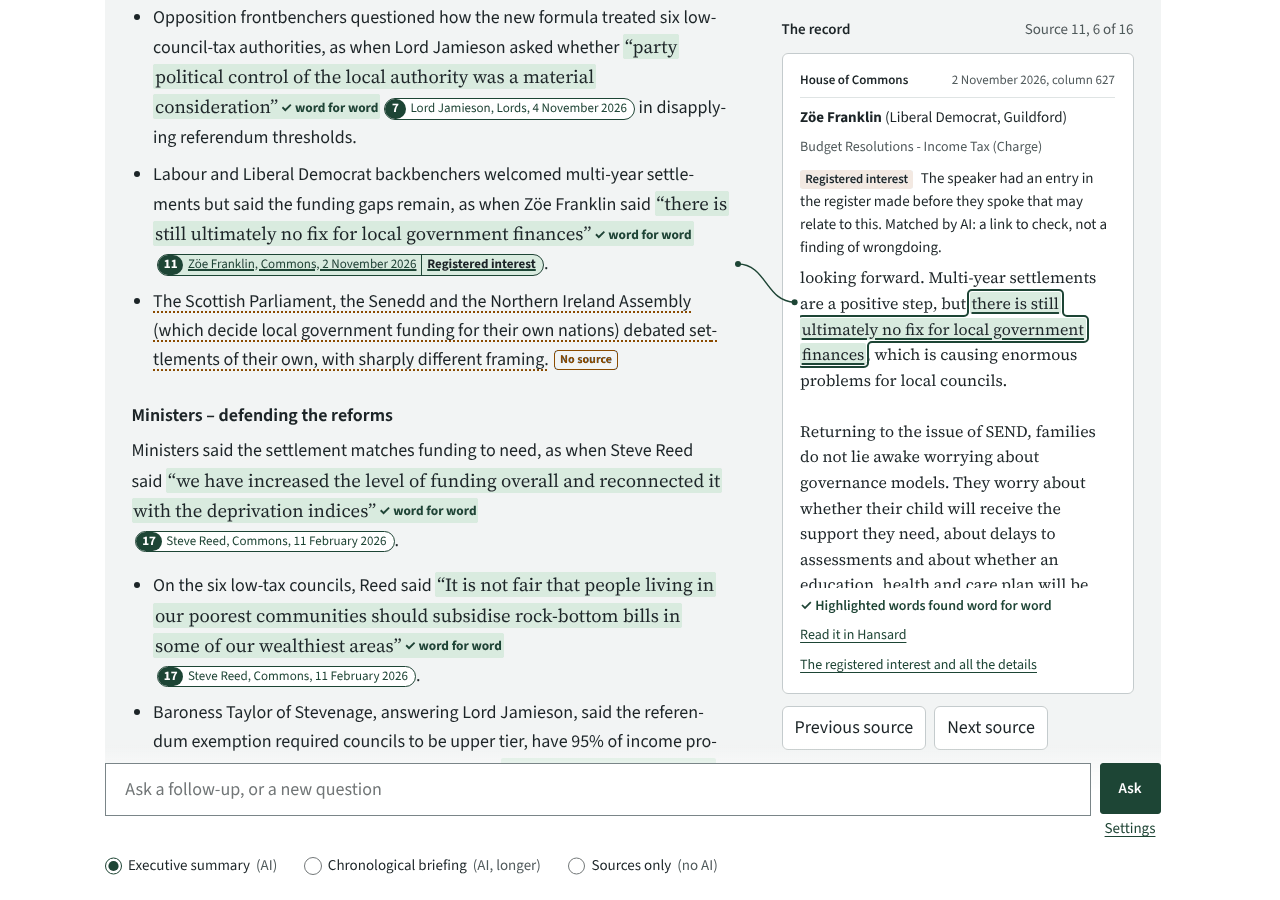 Opposition frontbenchers questioned how the new formula treated six low-
council-tax authorities, as when Lord Jamieson asked whether “party
political control of the local authority was a material
consideration” ✓ word for word 7 Lord Jamieson, Lords, 4 November 2026 in disapply-
ing referendum thresholds.
Labour and Liberal Democrat backbenchers welcomed multi-year settle-
ments but said the funding gaps remain, as when Zöe Franklin said “there is
still ultimately no fix for local government finances” ✓ word for word
11 Zöe Franklin, Commons, 2 November 2026 Registered interest.
The Scottish Parliament, the Senedd and the Northern Ireland Assembly
(which decide local government funding for their own nations) debated set-
tlements of their own, with sharply different framing. No source
Ministers – defending the reforms
Ministers said the settlement matches funding to need, as when Steve Reed
said “we have increased the level of funding overall and reconnected it
with the deprivation indices” ✓ word for word
17 Steve Reed, Commons, 11 February 2026.
On the six low-tax councils, Reed said “It is not fair that people living in
our poorest communities should subsidise rock-bottom bills in
some of our wealthiest areas” ✓ word for word
17 Steve Reed, Commons, 11 February 2026.
Baroness Taylor of Stevenage, answering Lord Jamieson, said the referen-
dum exemption required councils to be upper tier, have 95% of income pro-
The record
Source 11, 6 of 16
House of Commons
2 November 2026, column 627
Zöe Franklin (Liberal Democrat, Guildford)
Budget Resolutions - Income Tax (Charge)
Registered interest The speaker had an entry in
the register made before they spoke that may
relate to this. Matched by AI: a link to check, not a
finding of wrongdoing.
looking forward. Multi-year settlements
are a positive step, but there is still
ultimately no fix for local government
finances, which is causing enormous
problems for local councils.
Returning to the issue of SEND, families
do not lie awake worrying about
governance models. They worry about
whether their child will receive the
support they need, about delays to
assessments and about whether an
education, health and care plan will be
✓ Highlighted words found word for word
Read it in Hansard
The registered interest and all the details
Previous source
Next source
Ask a follow-up, or a new question
Ask
Settings
Executive summary (AI)
Chronological briefing (AI, longer)
Sources only (no AI)